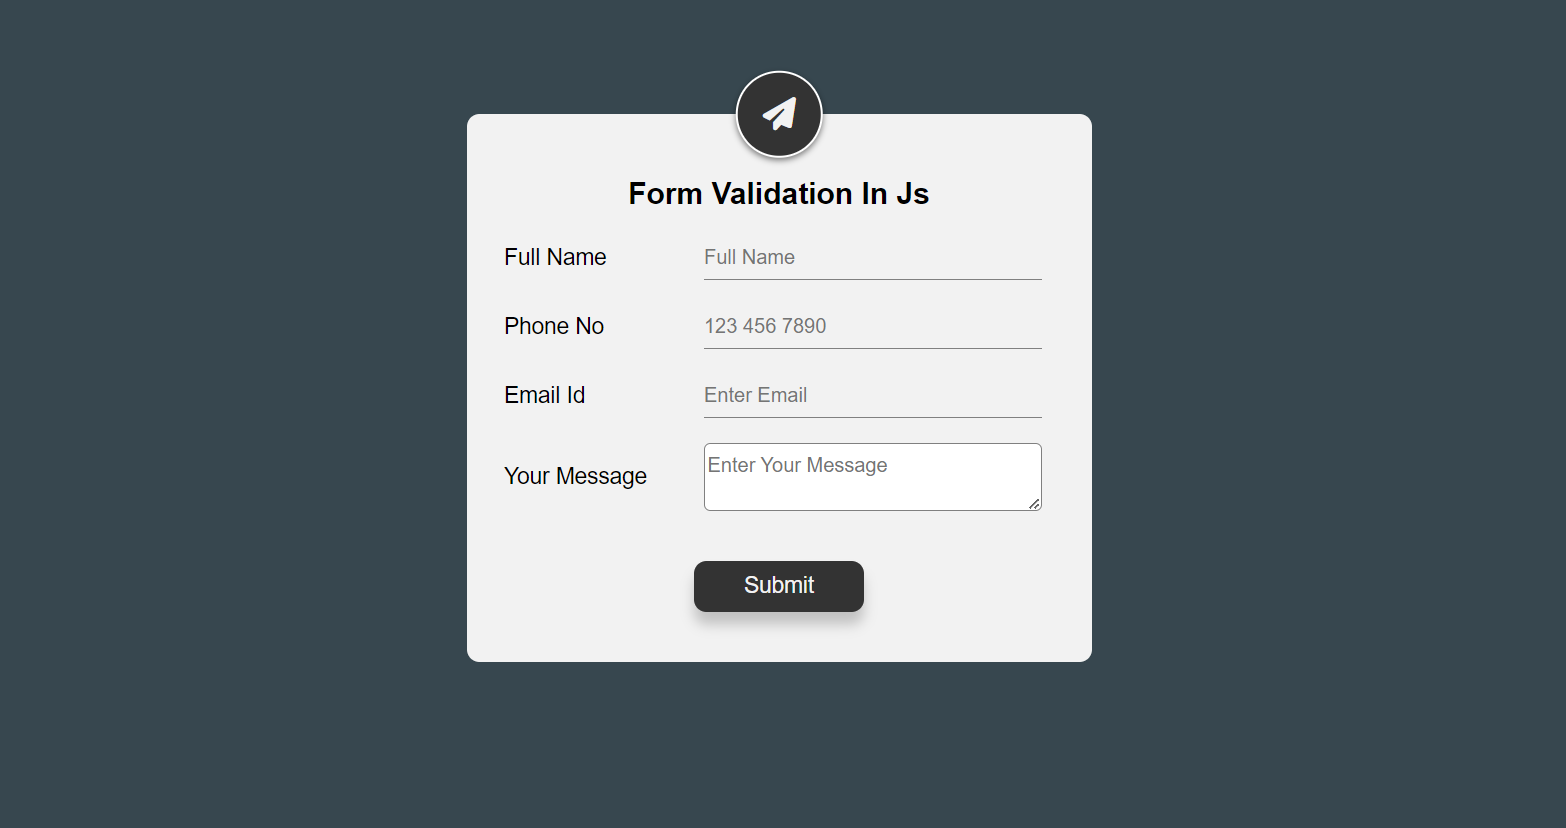 Form Validation In Js
Full Name Full Name
Phone No 123 456 7890
Email Id Enter Email
Your Message Enter Your Message
Submit